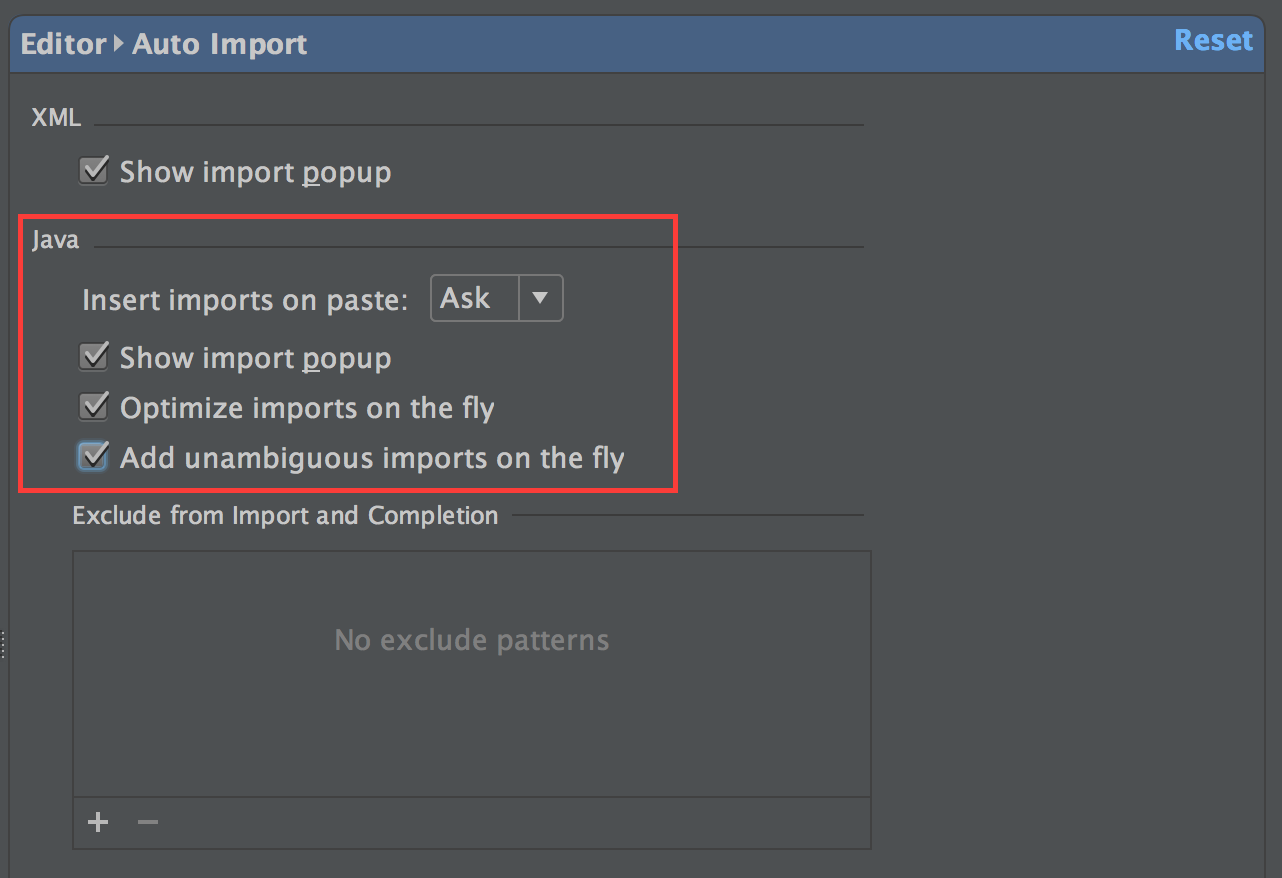 Editor ▸ Auto Import
Reset
XML
Show import popup
Java
Insert imports on paste: Ask
Show import popup
Optimize imports on the fly
Add unambiguous imports on the fly
Exclude from Import and Completion
No exclude patterns